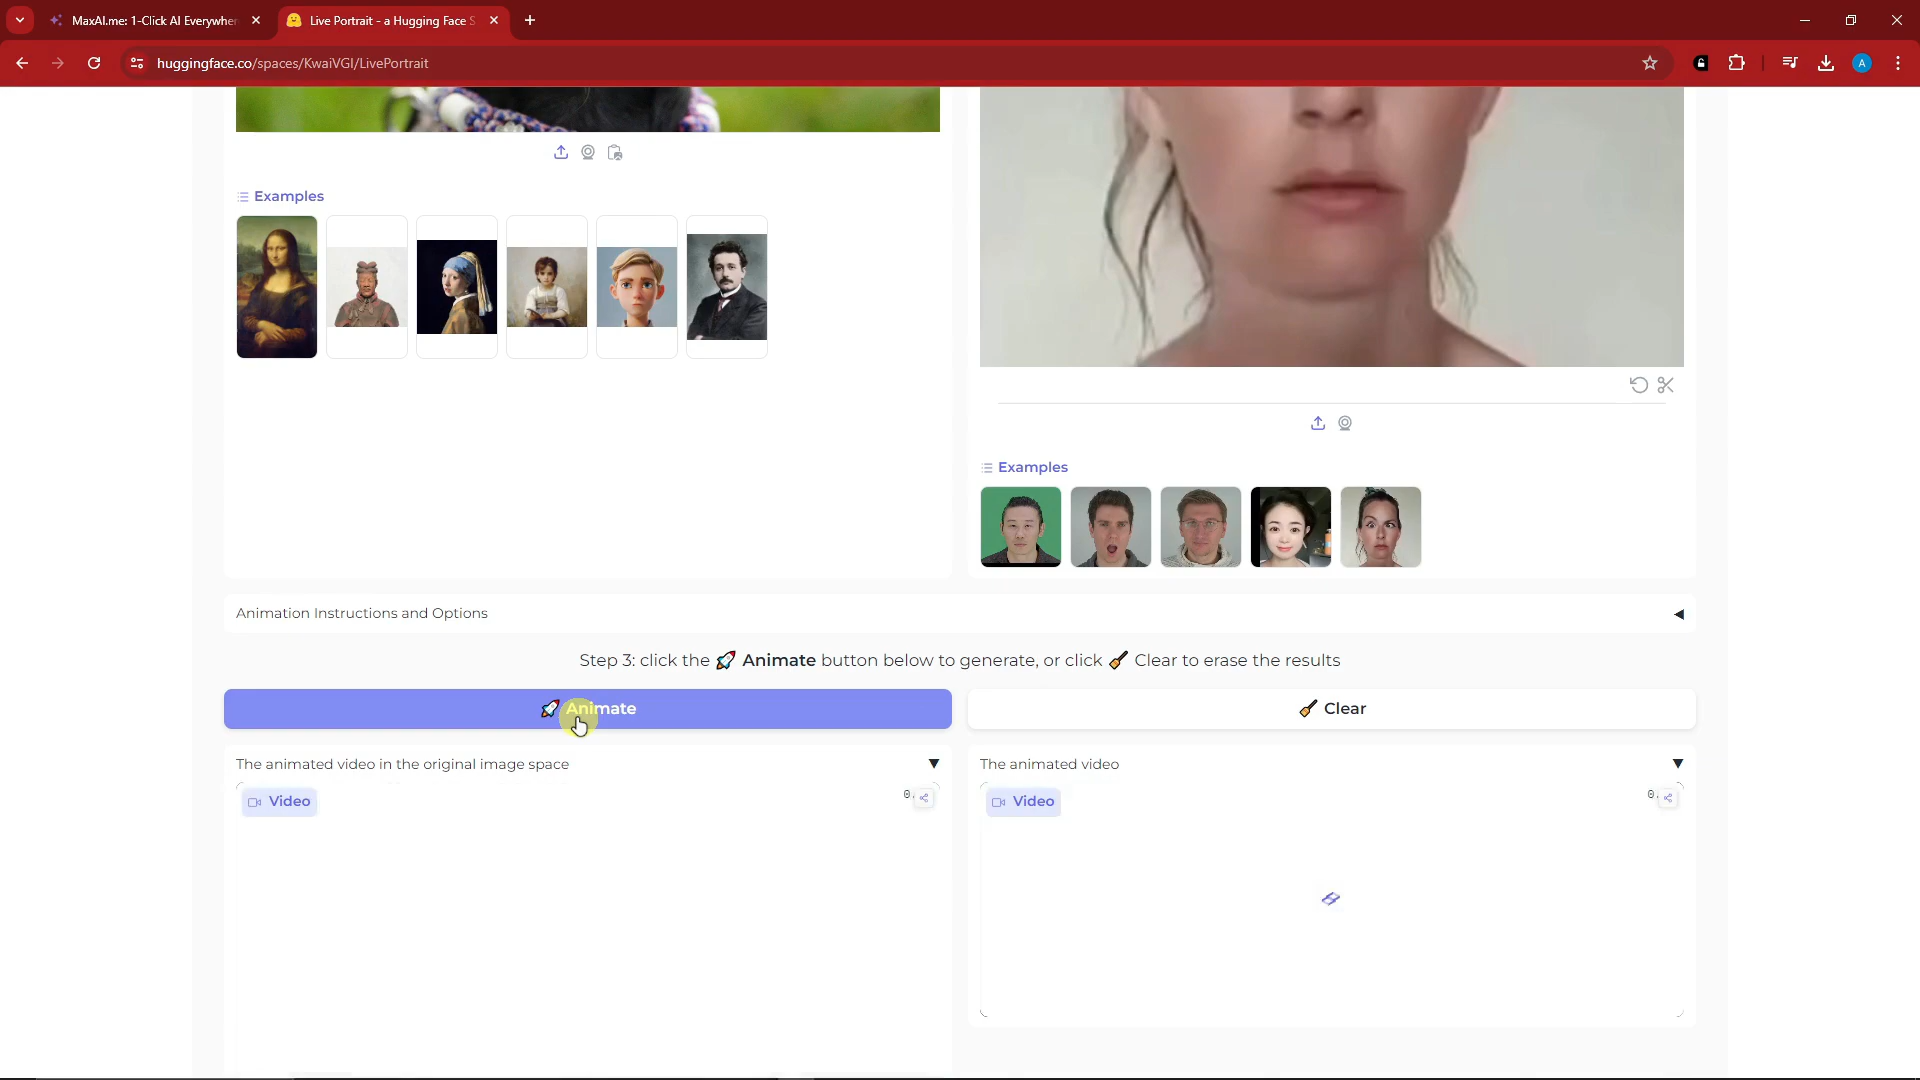 MaxAI.me: 1-Click AI Everywher
Live Portrait - a Hugging Face S
huggingface.co/spaces/KwaiVGI/LivePortrait
A
Examples
Examples
Animation Instructions and Options
Step 3: click the 🚀 Animate button below to generate, or click 🖌️ Clear to erase the results
🚀 Animate
🖌️ Clear
The animated video in the original image space
The animated video
Video
Video